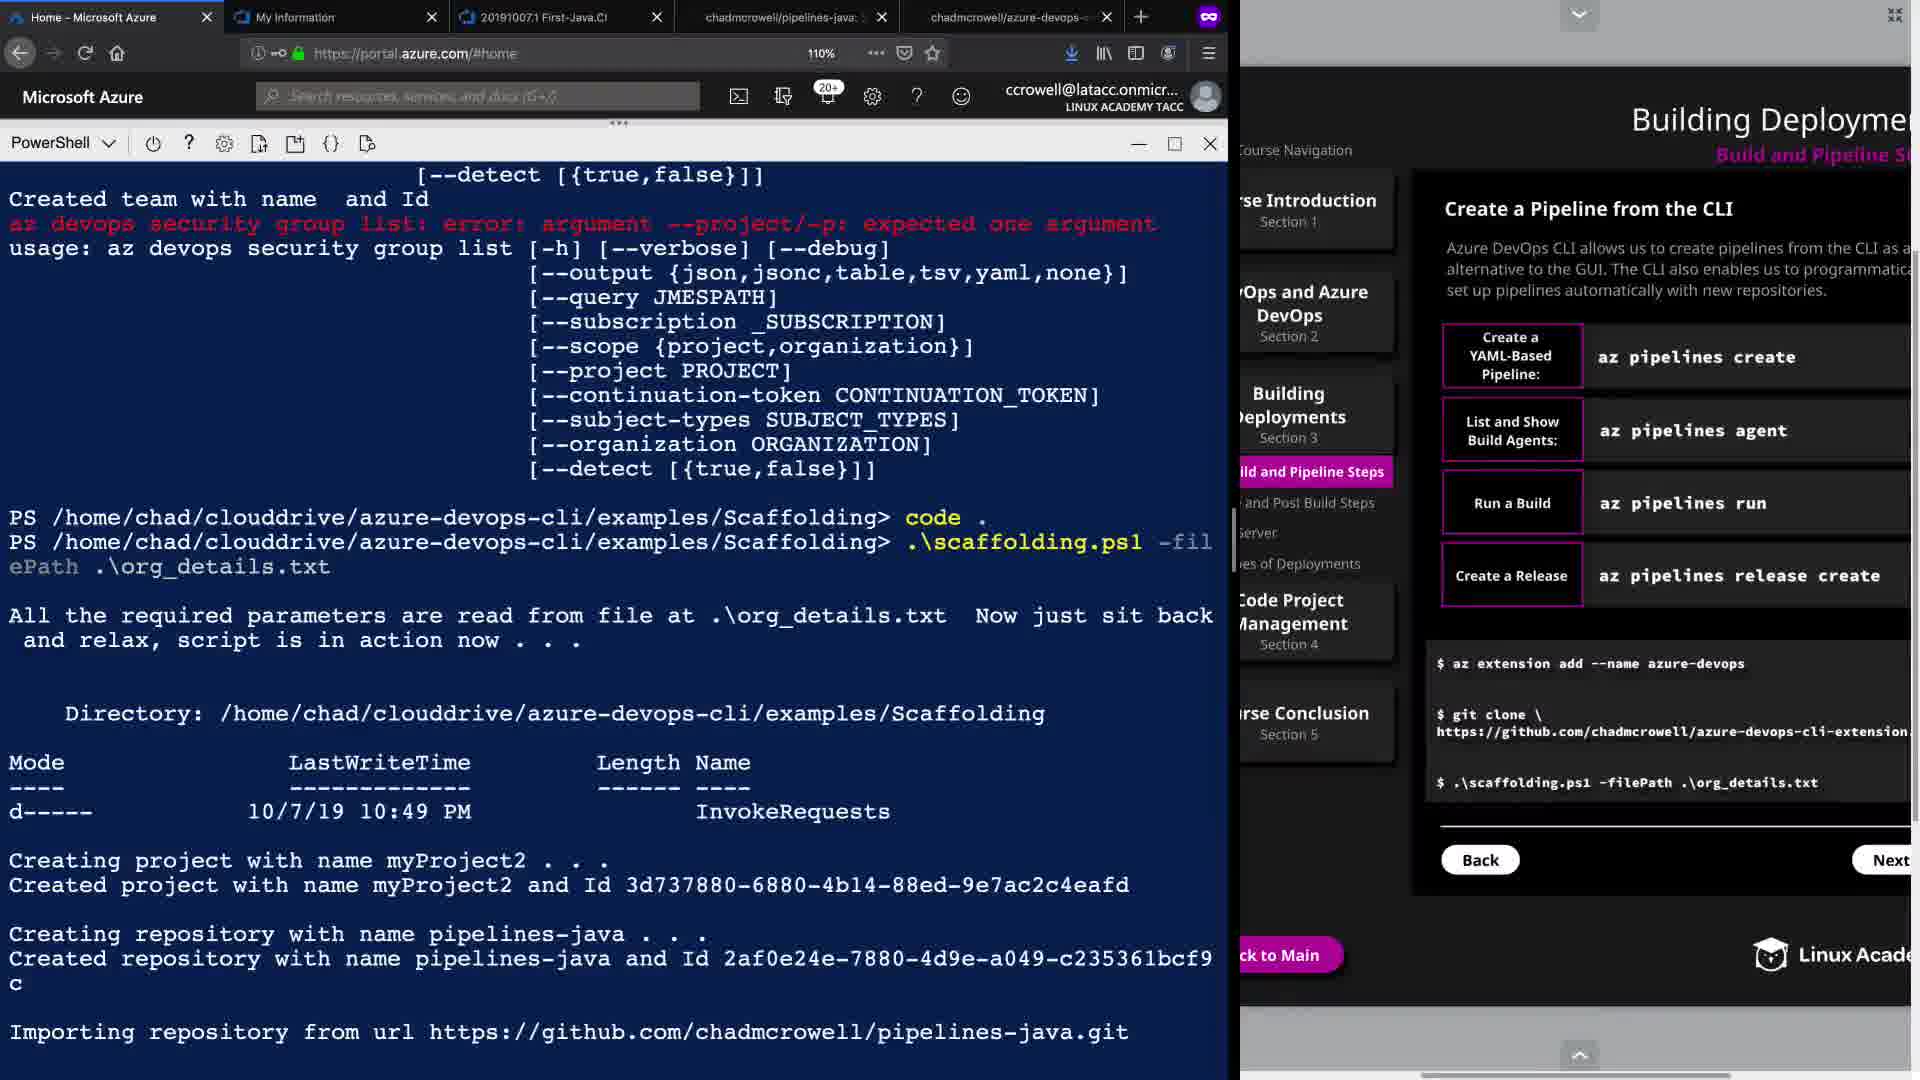 Home – Microsoft Azure
My Information
20191007.1 First-Java.CI
chadmcrowell/pipelines-java:
chadmcrowell/azure-devops-
https://portal.azure.com/#home
110%
Microsoft Azure
Search resources, services, and docs (G+/)
20+
ccrowell@latacc.onmicr...
LINUX ACADEMY TACC
PowerShell
[--detect [{true,false}]]
Created team with name  and Id
az devops security group list: error: argument --project/-p: expected one argument
usage: az devops security group list [-h] [--verbose] [--debug]
[--output {json,jsonc,table,tsv,yaml,none}]
[--query JMESPATH]
[--subscription _SUBSCRIPTION]
[--scope {project,organization}]
[--project PROJECT]
[--continuation-token CONTINUATION_TOKEN]
[--subject-types SUBJECT_TYPES]
[--organization ORGANIZATION]
[--detect [{true,false}]]
PS /home/chad/clouddrive/azure-devops-cli/examples/Scaffolding> code .
PS /home/chad/clouddrive/azure-devops-cli/examples/Scaffolding> .\scaffolding.ps1 -fil
ePath .\org_details.txt
All the required parameters are read from file at .\org_details.txt  Now just sit back
and relax, script is in action now . . .
Directory: /home/chad/clouddrive/azure-devops-cli/examples/Scaffolding
Mode LastWriteTime Length Name
---- ------------- ------ ----
d----- 10/7/19 10:49 PM InvokeRequests
Creating project with name myProject2 . . .
Created project with name myProject2 and Id 3d737880-6880-4b14-88ed-9e7ac2c4eafd
Creating repository with name pipelines-java . . .
Created repository with name pipelines-java and Id 2af0e24e-7880-4d9e-a049-c235361bcf9
c
Importing repository from url https://github.com/chadmcrowell/pipelines-java.git
Building Deployme
Build and Pipeline S
Course Navigation
rse Introduction
Section 1
vOps and Azure
DevOps
Section 2
Building
Deployments
Section 3
ild and Pipeline Steps
and Post Build Steps
Server
pes of Deployments
Code Project
Management
Section 4
urse Conclusion
Section 5
ck to Main
Create a Pipeline from the CLI
Azure DevOps CLI allows us to create pipelines from the CLI as a
alternative to the GUI. The CLI also enables us to programmatica
set up pipelines automatically with new repositories.
Create a
YAML-Based
Pipeline:
az pipelines create
List and Show
Build Agents:
az pipelines agent
Run a Build
az pipelines run
Create a Release
az pipelines release create
$ az extension add --name azure-devops
$ git clone \
https://github.com/chadmcrowell/azure-devops-cli-extension.
$ .\scaffolding.ps1 -filePath .\org_details.txt
Back
Next
Linux Acade